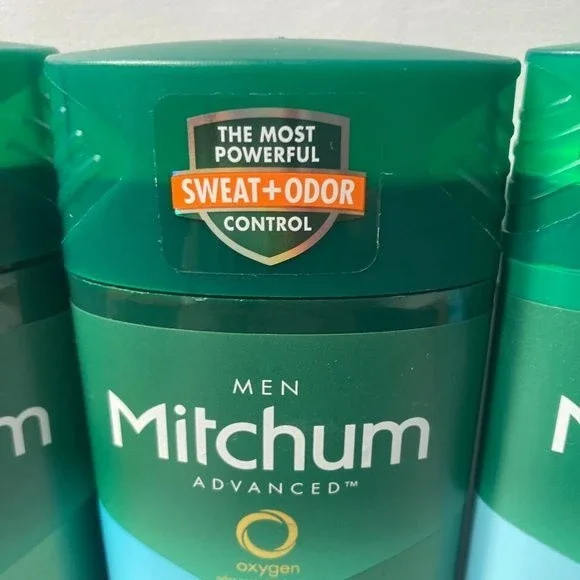 THE MOST
POWERFUL
SWEAT+ODOR
CONTROL
MEN
Mitchum
ADVANCED™
oxygen
m